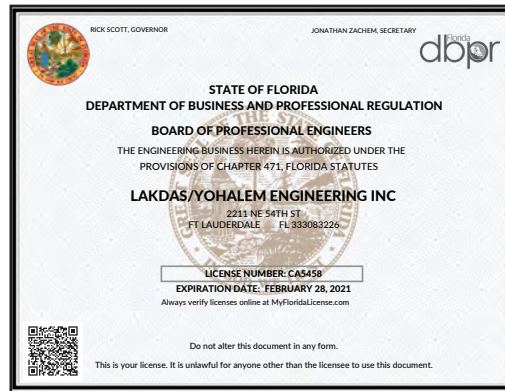 RICK SCOTT, GOVERNOR
JONATHAN ZACHEM, SECRETARY
Florida
dbpr
STATE OF FLORIDA
DEPARTMENT OF BUSINESS AND PROFESSIONAL REGULATION
BOARD OF PROFESSIONAL ENGINEERS
THE ENGINEERING BUSINESS HEREIN IS AUTHORIZED UNDER THE
PROVISIONS OF CHAPTER 471, FLORIDA STATUTES
LAKDAS/YOHALEM ENGINEERING INC
2211 NE 54TH ST
FT LAUDERDALE FL 333083226
LICENSE NUMBER: CA5458
EXPIRATION DATE: FEBRUARY 28, 2021
Always verify licenses online at MyFloridaLicense.com
Do not alter this document in any form.
This is your license. It is unlawful for anyone other than the licensee to use this document.